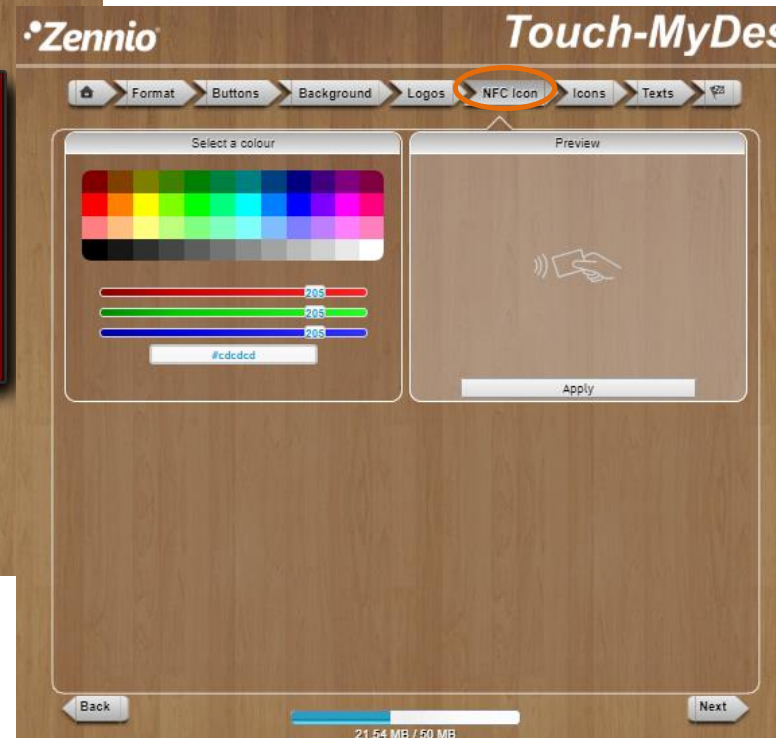 Zennio
Touch-MyDes
Format Buttons Background Logos NFC Icon Icons Texts
Select a colour
Preview
205
205
205
#cdcdcd
Apply
Back
Next
21.54 MB / 50 MB